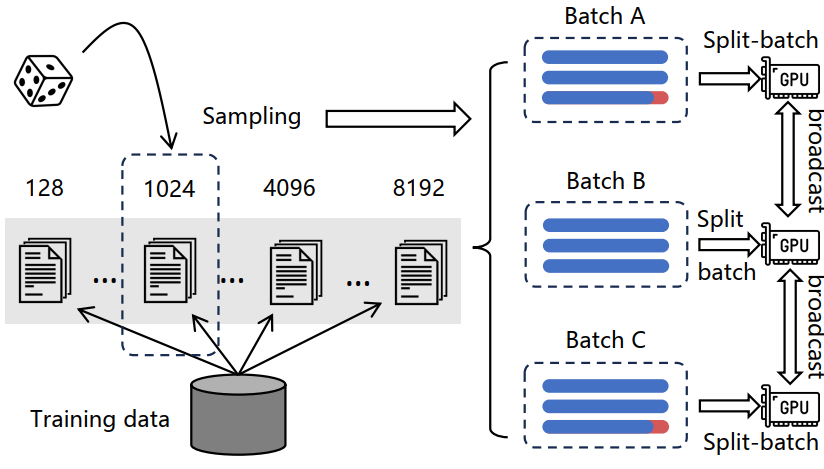 Batch A
Split-batch
GPU
broadcast
Sampling
128
1024
4096
8192
...
...
...
Batch B
Split
batch
GPU
broadcast
Batch C
GPU
Split-batch
Training data